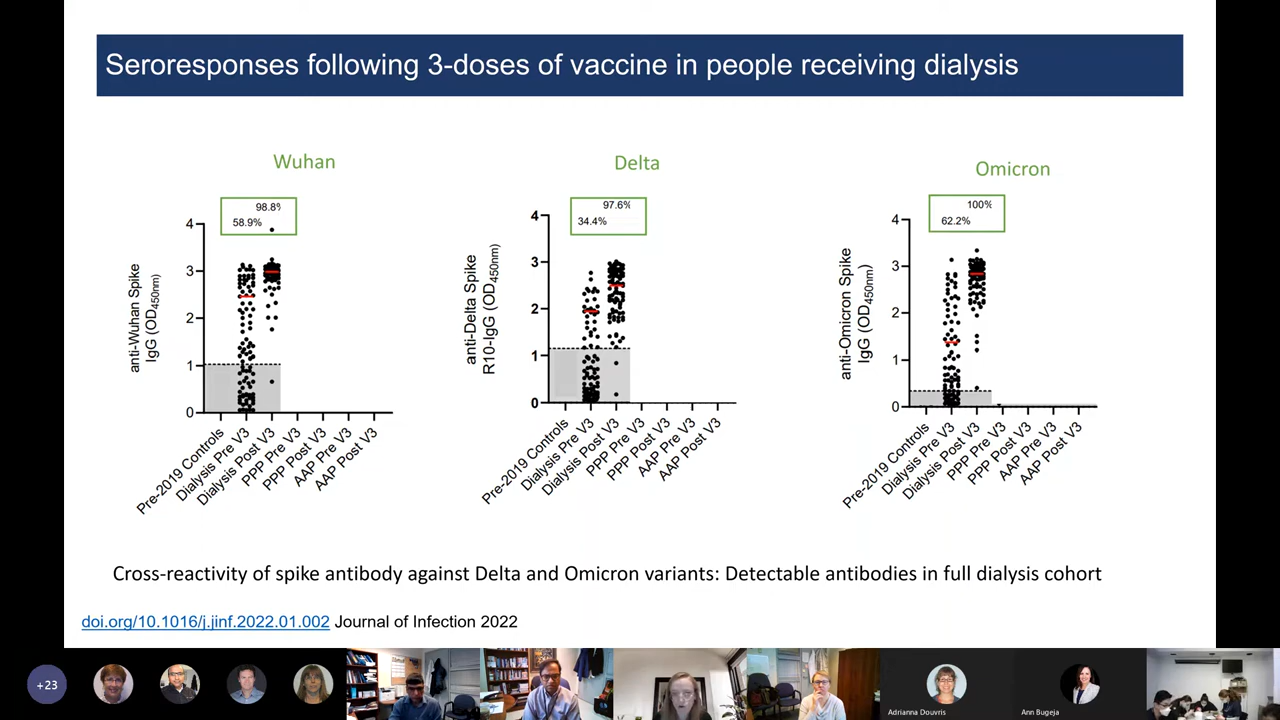 Seroresponses following 3-doses of vaccine in people receiving dialysis
Wuhan
98.8%
58.9%
4
3
2
1
0
anti-Wuhan Spike
IgG (OD450nm)
Pre-2019 Controls
Dialysis Pre V3
Dialysis Post V3
PPP Pre V3
PPP Post V3
AAP Pre V3
AAP Post V3
Delta
97.6%
34.4%
4
3
2
1
0
anti-Delta Spike
R10-IgG (OD450nm)
Pre-2019 Controls
Dialysis Pre V3
Dialysis Post V3
PPP Pre V3
PPP Post V3
AAP Pre V3
AAP Post V3
Omicron
100%
62.2%
4
3
2
1
0
anti-Omicron Spike
IgG (OD450nm)
Pre-2019 Controls
Dialysis Pre V3
Dialysis Post V3
PPP Pre V3
PPP Post V3
AAP Pre V3
AAP Post V3
Cross-reactivity of spike antibody against Delta and Omicron variants: Detectable antibodies in full dialysis cohort
doi.org/10.1016/j.jinf.2022.01.002 Journal of Infection 2022
+23
Adrianna Douvris
Ann Bugeja